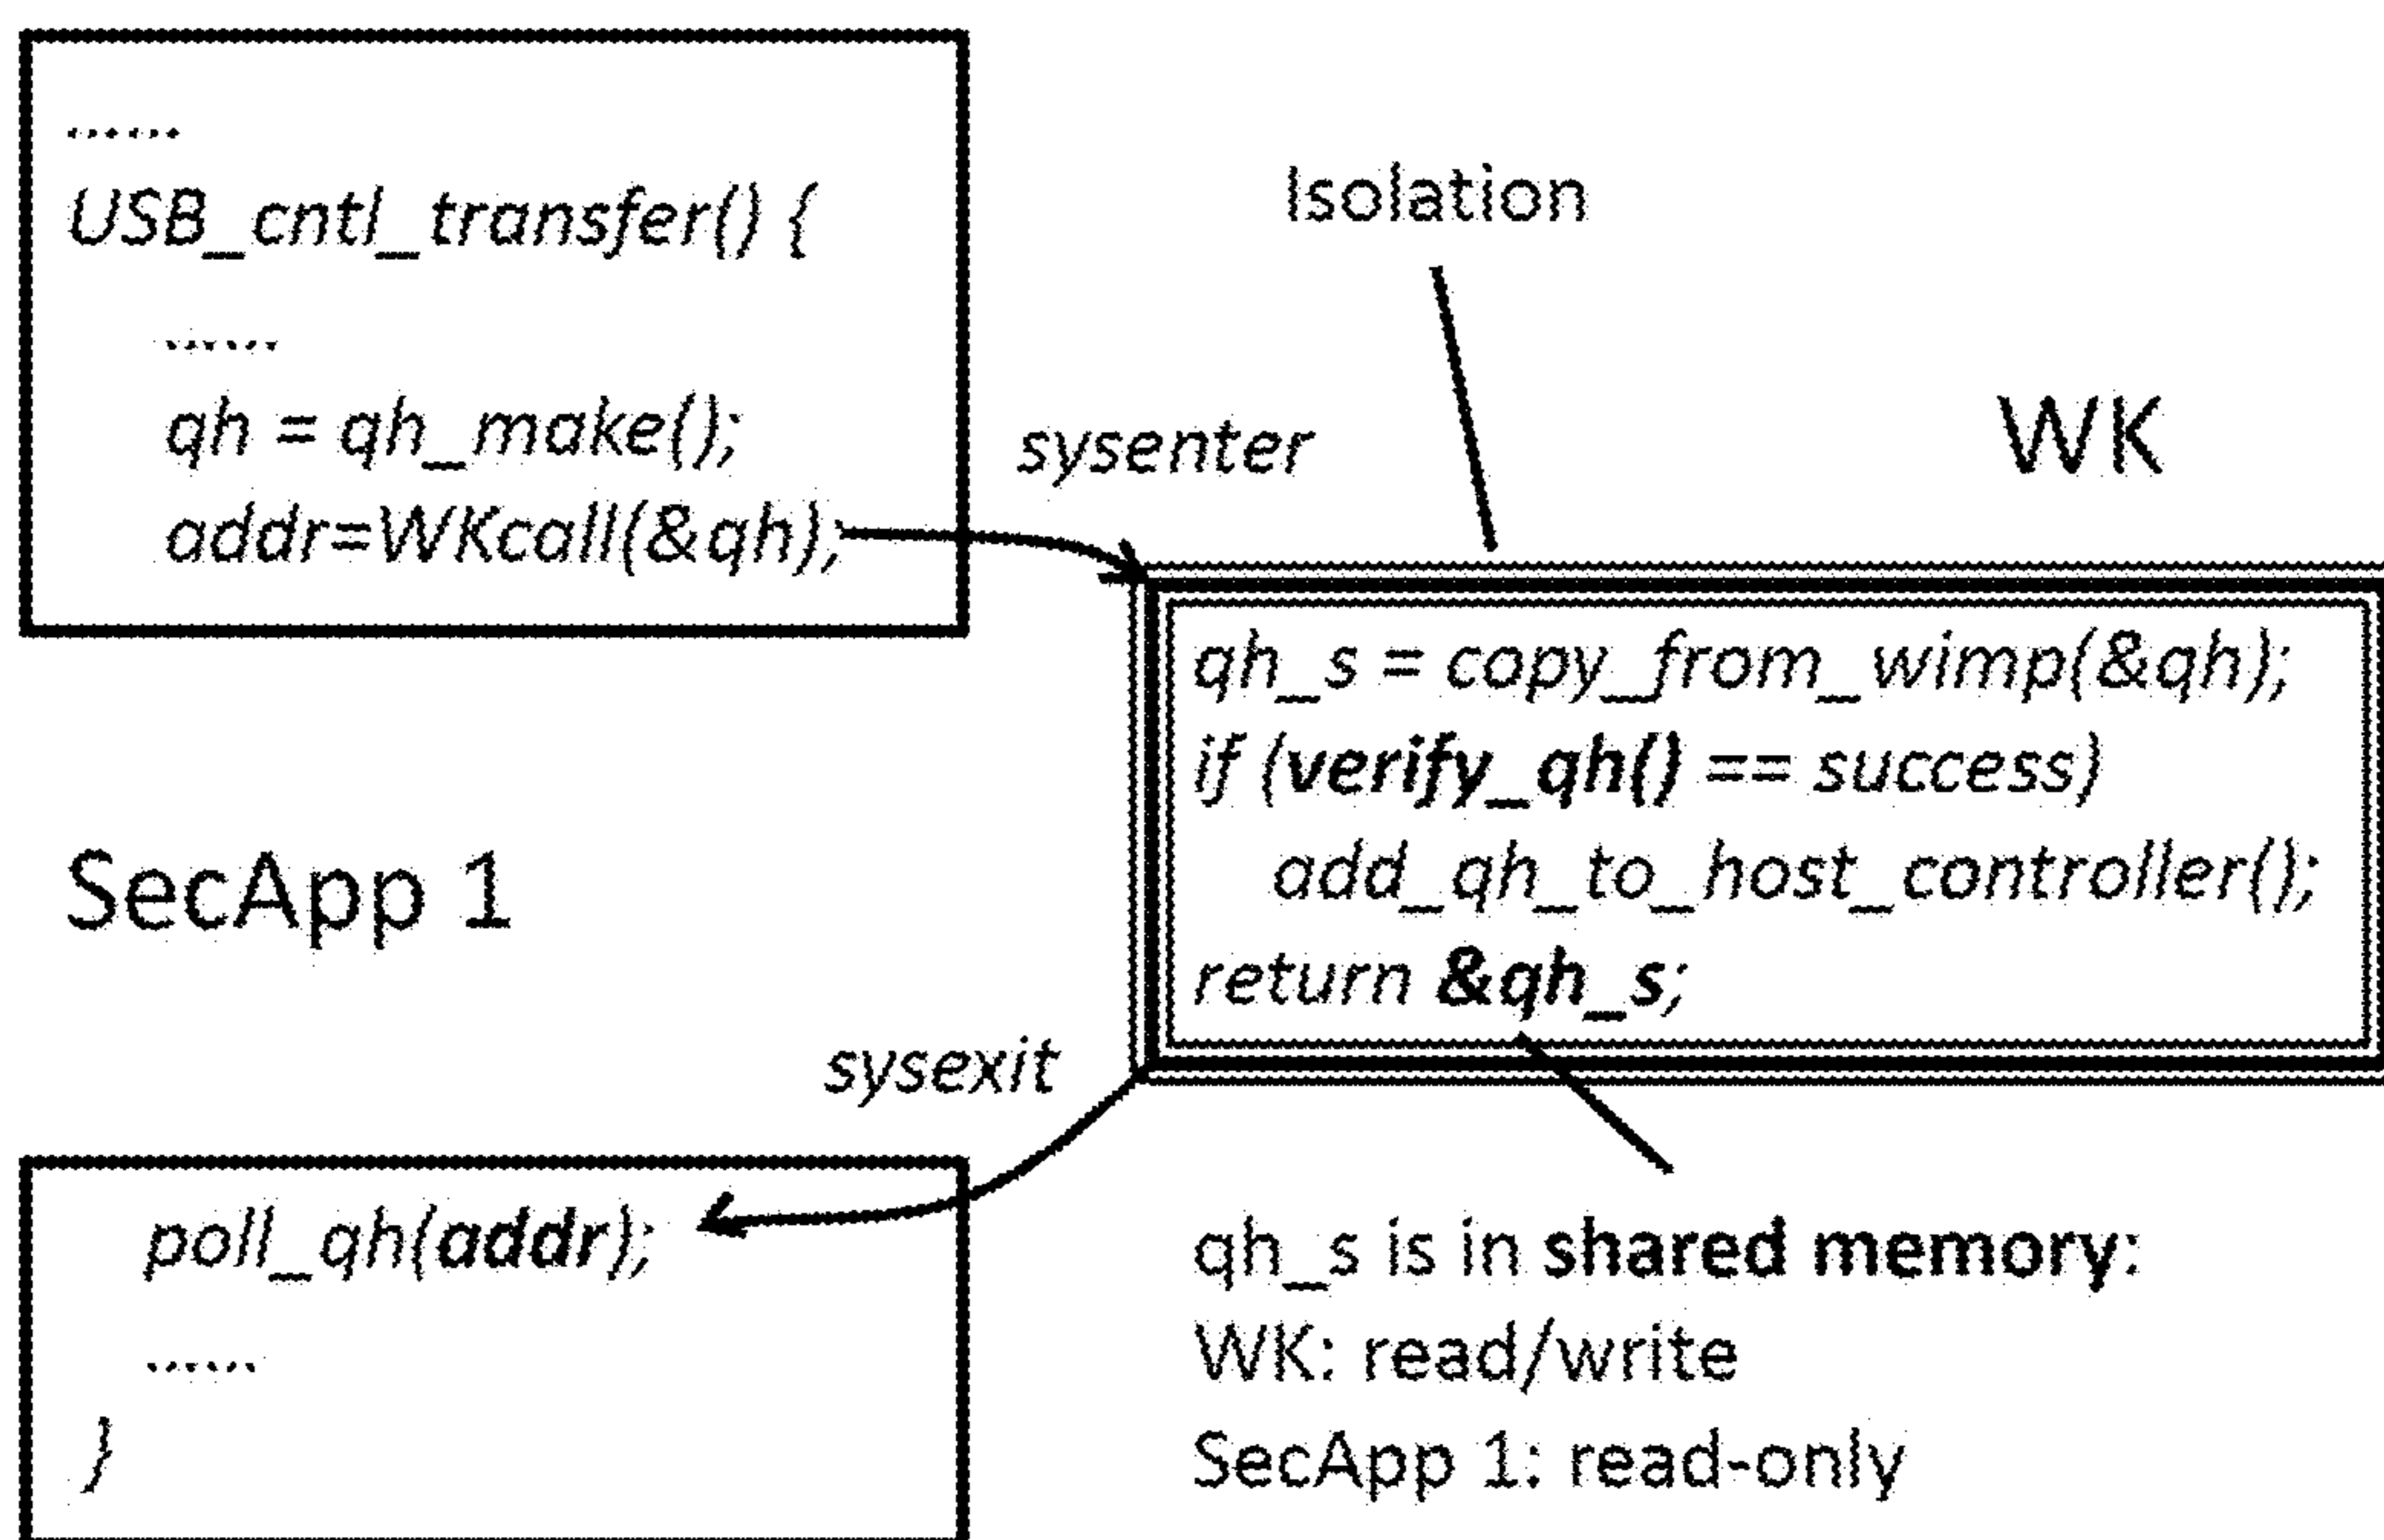 ......
USB_cntl_transfer() {
......
qh = qh_make();
addr=WKcall(&qh);
sysenter
Isolation
WK
qh_s = copy_from_wimp(&qh);
if (verify_qh() == success)
add_qh_to_host_controller();
return &qh_s;
SecApp 1
sysexit
poll_qh(addr);
......
}
qh_s is in shared memory:
WK: read/write
SecApp 1: read-only